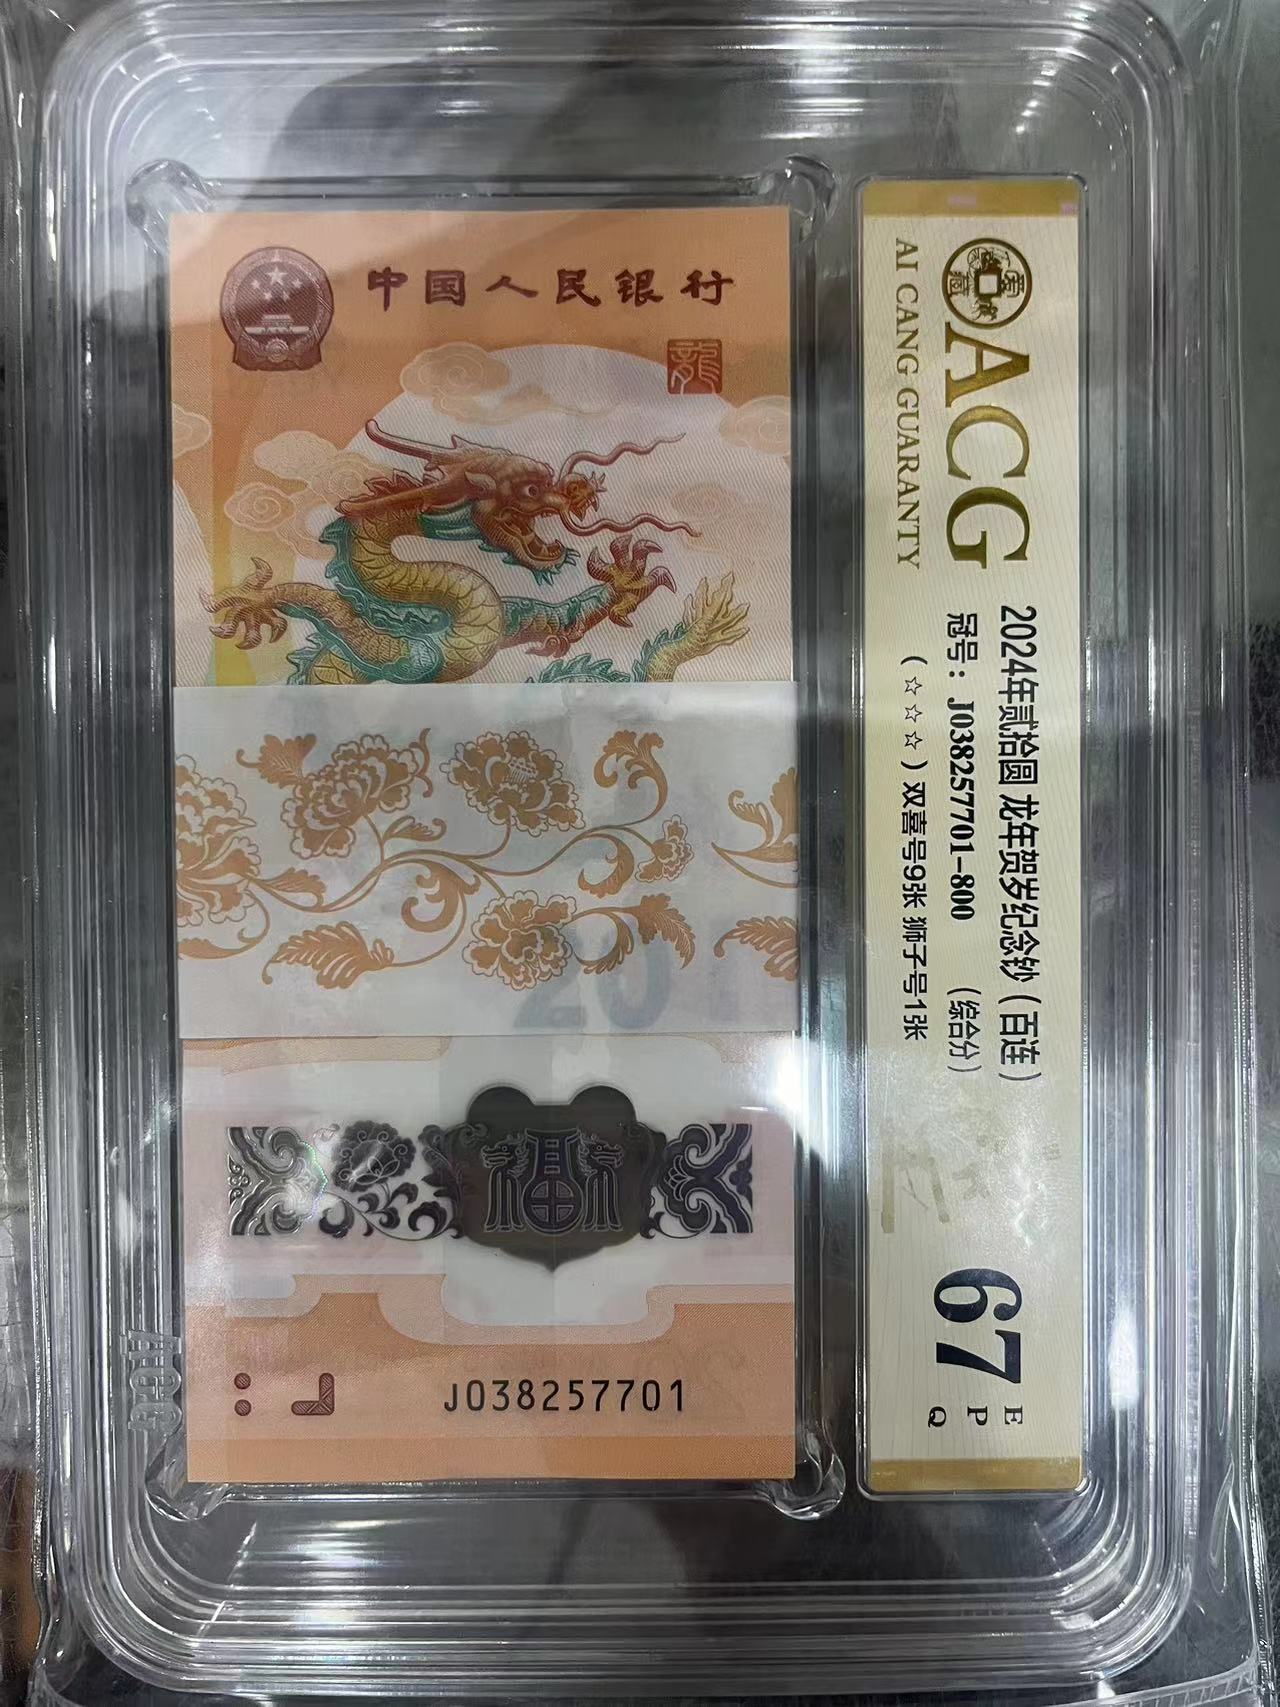 中国人民银行
龍
福
J038257701
ACG
AI CANG GUARANTY
2024年贰拾圆 龙年贺岁纪念钞（百连）
冠号：J038257701-800 （综合分）
（☆☆☆）双喜号9张 狮子号1张
67
E
P
Q
20
ACG